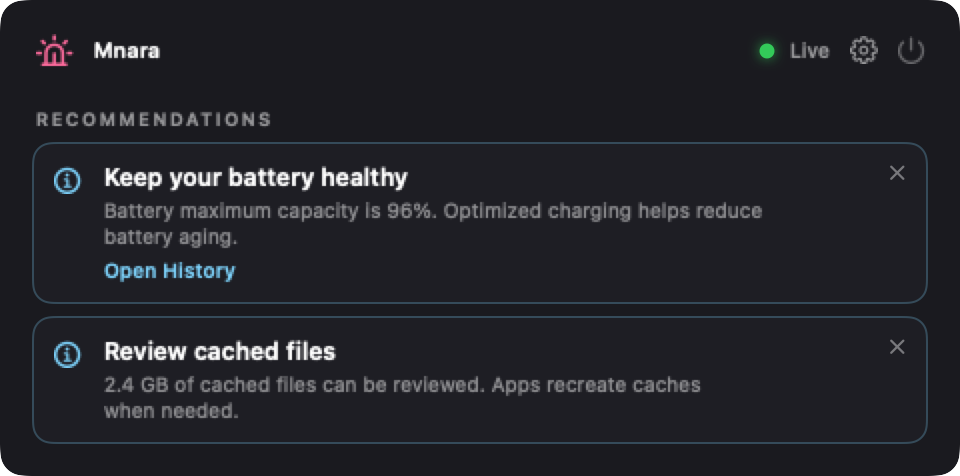 Mnara
Live
RECOMMENDATIONS
Keep your battery healthy
Battery maximum capacity is 96%. Optimized charging helps reduce
battery aging.
Open History
Review cached files
2.4 GB of cached files can be reviewed. Apps recreate caches
when needed.